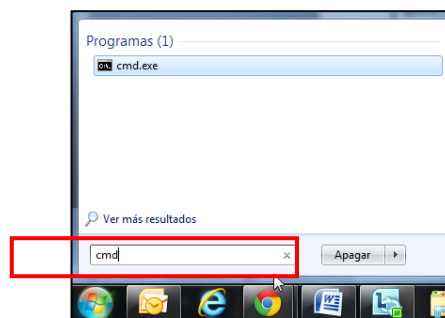 Programas (1)
cmd.exe
Ver más resultados
cmd
Apagar